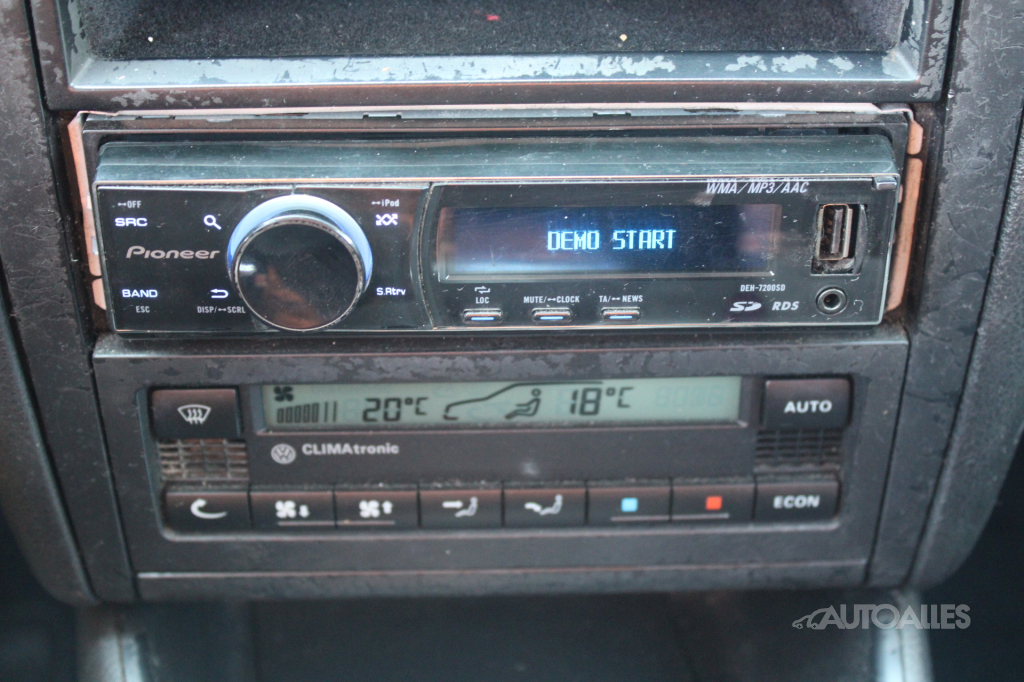 WMA/MP3/AAC
OFF
SRC
iPod
Pioneer
DEMO START
BAND
ESC
DISP/SCRL
S.Rtrv
LOC
MUTE/CLOCK
TA/NEWS
DEH-7200SD
SD
RDS
20°C
18°C
AUTO
CLIMAtronic
ECON
AUTOALLES